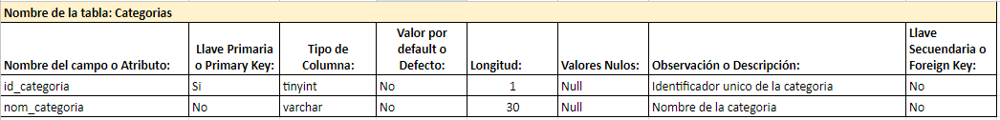 Nombre de la tabla: Categorias
Nombre del campo o Atributo: Llave Primaria o Primary Key: Tipo de Columna: Valor por default o Defecto: Longitud: Valores Nulos: Observación o Descripción: Llave Secuendaria o Foreign Key:
id_categoria Si tinyint No 1 Null Identificador unico de la categoria No
nom_categoria No varchar No 30 Null Nombre de la categoria No